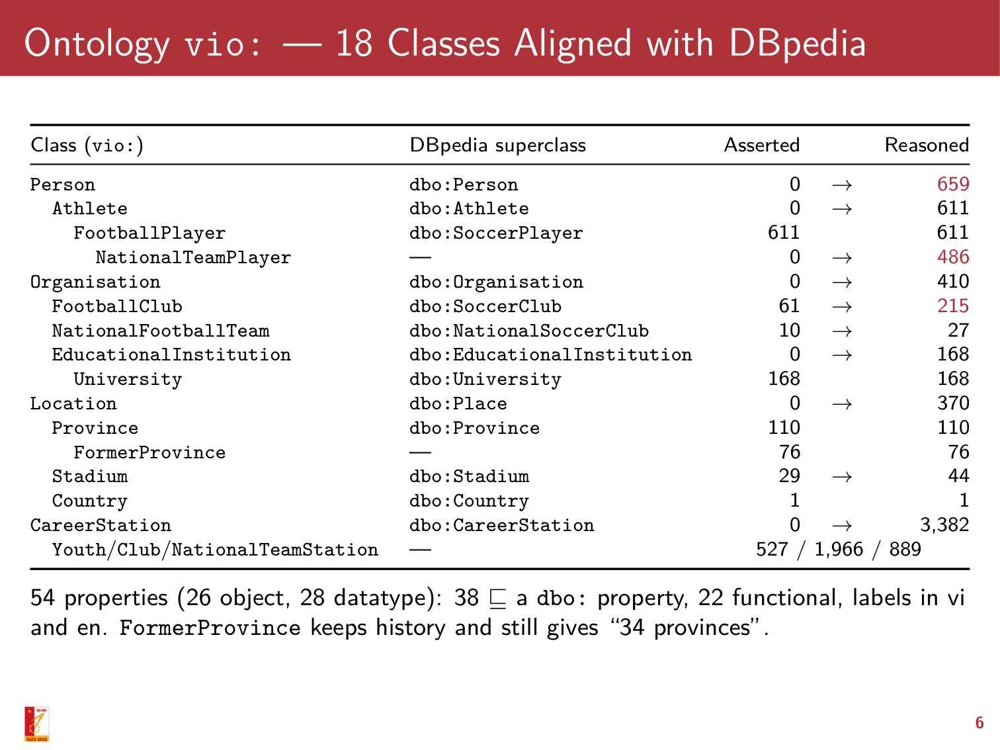 Ontology vio: — 18 Classes Aligned with DBpedia
Class (vio:) DBpedia superclass Asserted Reasoned
Person dbo:Person 0 → 659
Athlete dbo:Athlete 0 → 611
FootballPlayer dbo:SoccerPlayer 611 611
NationalTeamPlayer — 0 → 486
Organisation dbo:Organisation 0 → 410
FootballClub dbo:SoccerClub 61 → 215
NationalFootballTeam dbo:NationalSoccerClub 10 → 27
EducationalInstitution dbo:EducationalInstitution 0 → 168
University dbo:University 168 168
Location dbo:Place 0 → 370
Province dbo:Province 110 110
FormerProvince — 76 76
Stadium dbo:Stadium 29 → 44
Country dbo:Country 1 1
CareerStation dbo:CareerStation 0 → 3,382
Youth/Club/NationalTeamStation — 527 / 1,966 / 889
54 properties (26 object, 28 datatype): 38 ⊑ a dbo: property, 22 functional, labels in vi
and en. FormerProvince keeps history and still gives “34 provinces”.
ĐẠI HỌC
BÁCH KHOA
6